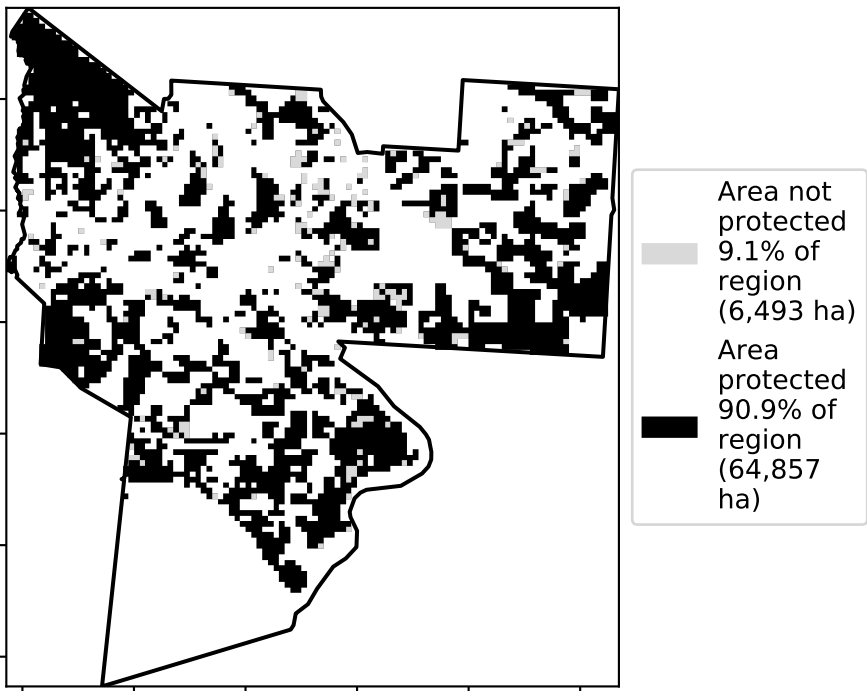 Area not
protected
9.1% of
region
(6,493 ha)
Area
protected
90.9% of
region
(64,857
ha)